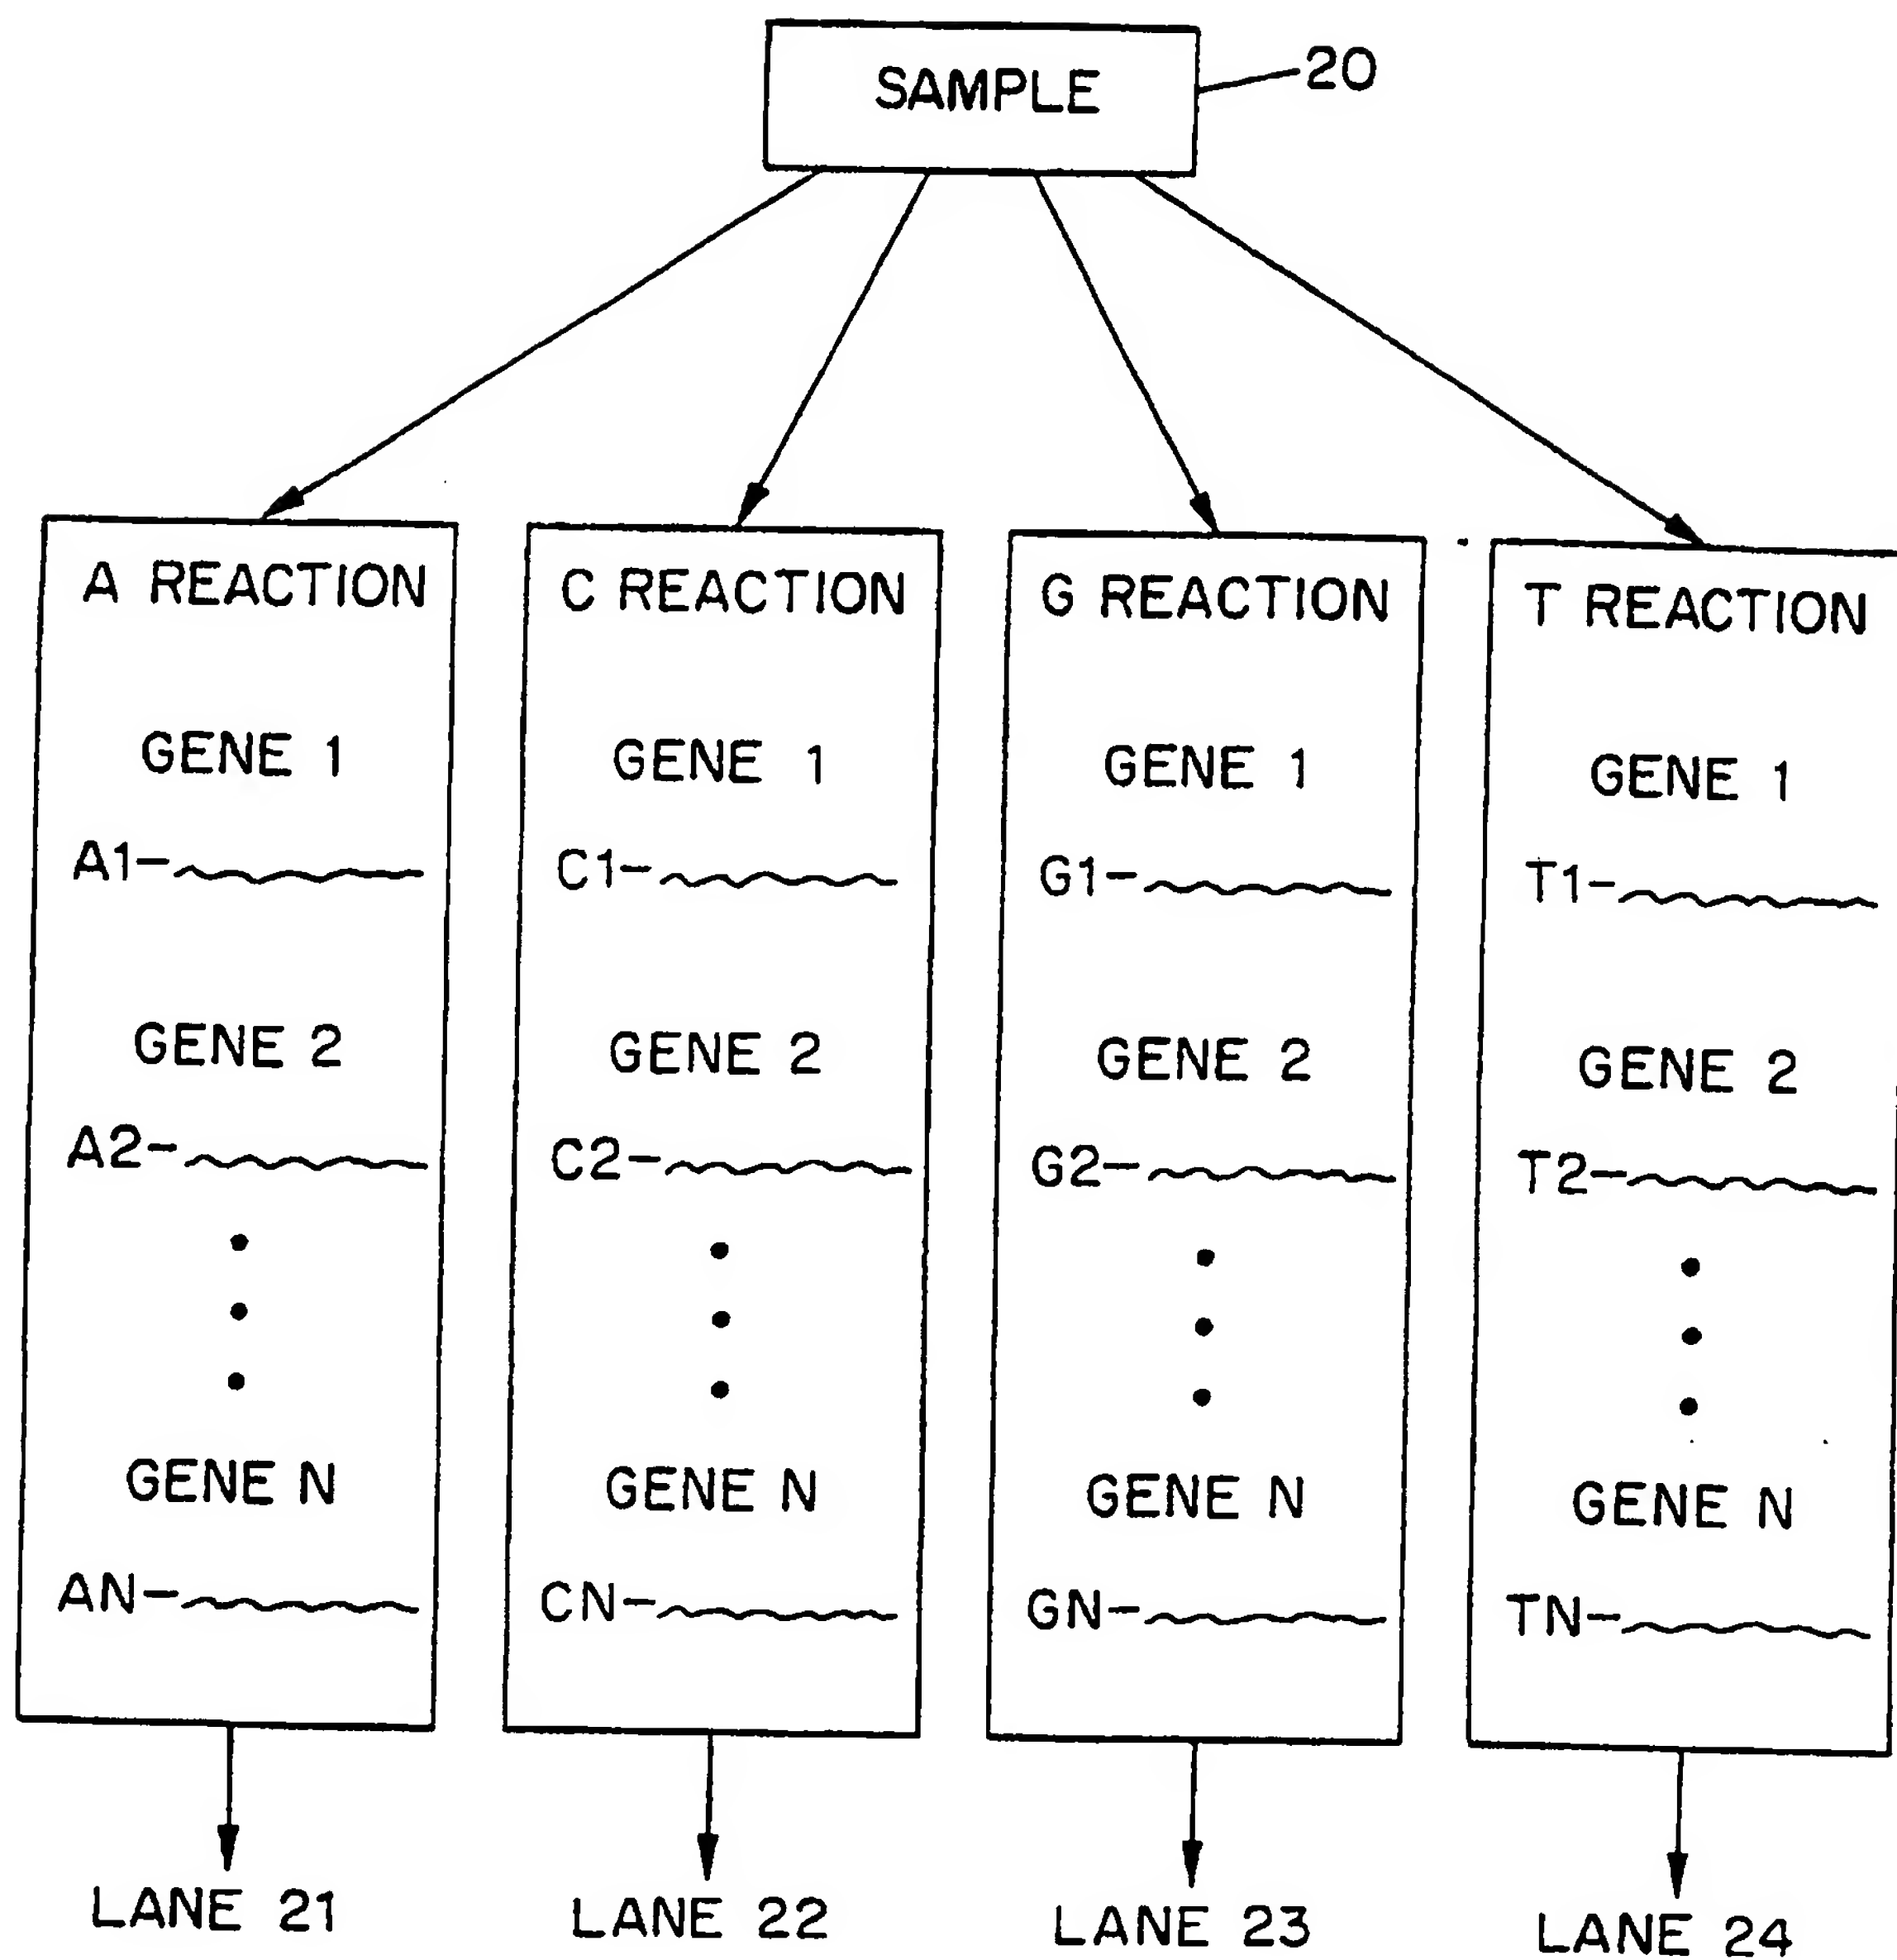 SAMPLE
20
A REACTION
GENE 1
A1
GENE 2
A2
GENE N
AN
LANE 21
C REACTION
GENE 1
C1
GENE 2
C2
GENE N
CN
LANE 22
G REACTION
GENE 1
G1
GENE 2
G2
GENE N
GN
LANE 23
T REACTION
GENE 1
T1
GENE 2
T2
GENE N
TN
LANE 24